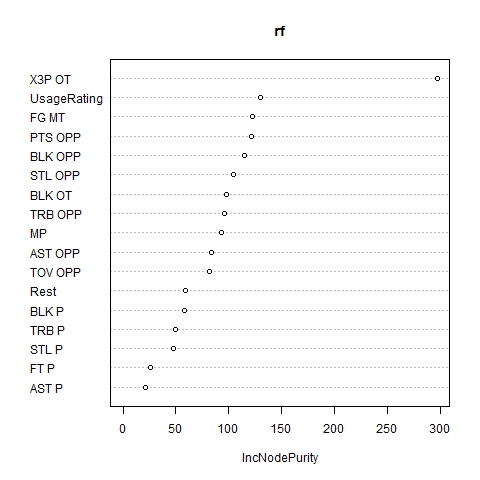 rf
X3P OT
UsageRating
FG MT
PTS OPP
BLK OPP
STL OPP
BLK OT
TRB OPP
MP
AST OPP
TOV OPP
Rest
BLK P
TRB P
STL P
FT P
AST P
0 50 100 150 200 250 300
IncNodePurity